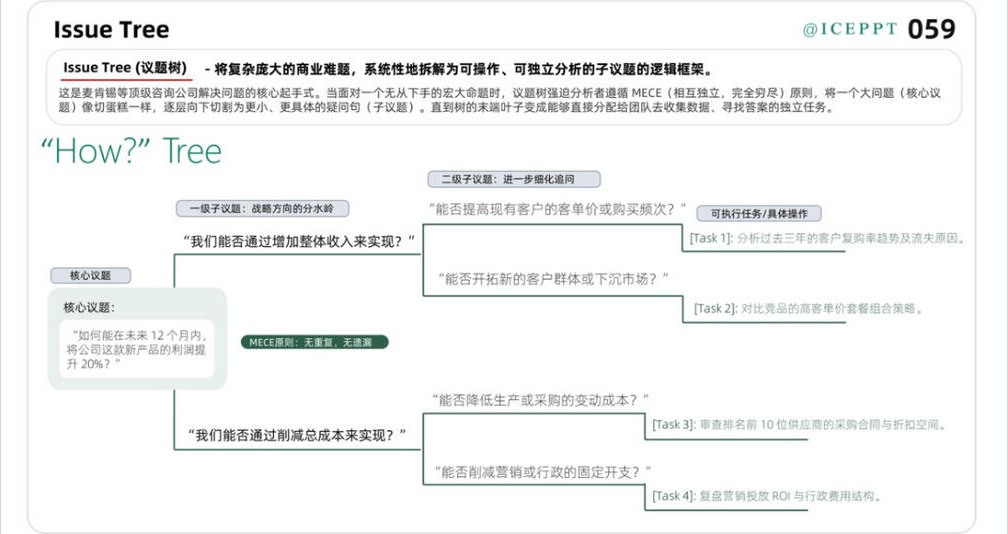 Issue Tree
@ICEPPT 059
Issue Tree (议题树) - 将复杂庞大的商业难题，系统性地拆解为可操作、可独立分析的子议题的逻辑框架。
这是麦肯锡等顶级咨询公司解决问题的核心起手式。当面对一个无从下手的宏大命题时，议题树强迫分析者遵循 MECE（相互独立，完全穷尽）原则，将一个大问题（核心议
题）像切蛋糕一样，逐层向下切割为更小、更具体的疑问句（子议题）。直到树的末端叶子变成能够直接分配给团队去收集数据、寻找答案的独立任务。
“How?” Tree
二级子议题：进一步细化追问
一级子议题：战略方向的分水岭
“能否提高现有客户的客单价或购买频次？”
可执行任务/具体操作
“我们能否通过增加整体收入来实现？”
[Task 1]: 分析过去三年的客户复购率趋势及流失原因。
核心议题
“能否开拓新的客户群体或下沉市场？”
核心议题：
[Task 2]: 对比竞品的高客单价套餐组合策略。
“如何能在未来 12 个月内，
将公司这款新产品的利润提
升 20%？”
MECE原则：无重复，无遗漏
“能否降低生产或采购的变动成本？”
[Task 3]: 审查排名前 10 位供应商的采购合同与折扣空间。
“我们能否通过削减总成本来实现？”
“能否削减营销或行政的固定开支？”
[Task 4]: 复盘营销投放 ROI 与行政费用结构。